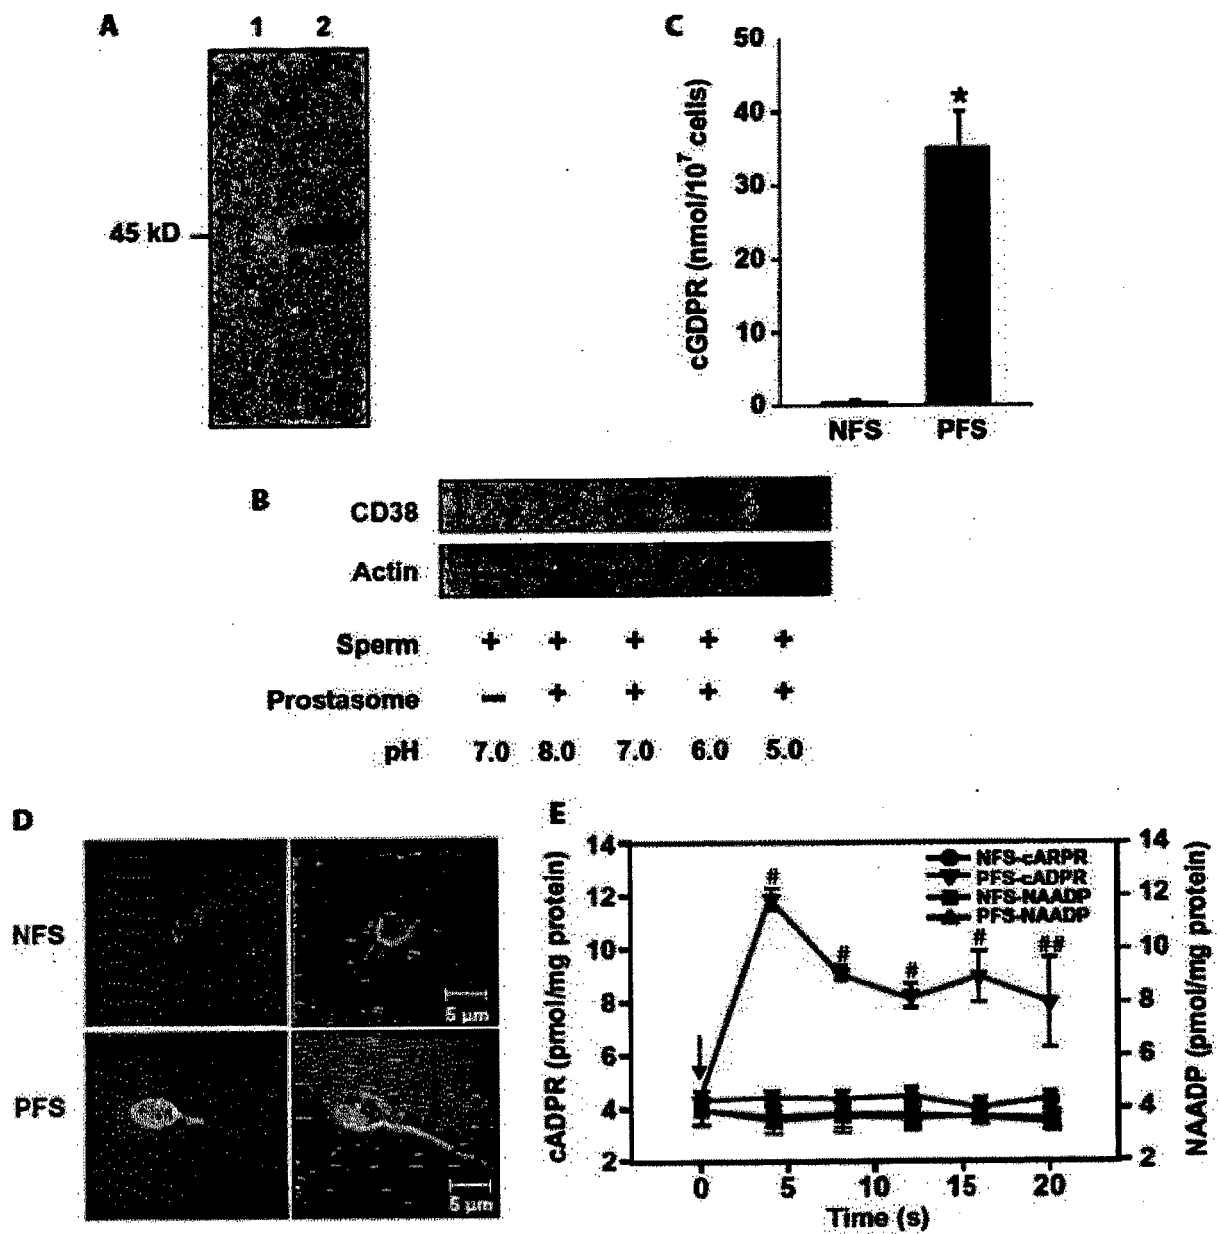 A
1 2
45 kD
C
50
40
30
20
10
0
cGDPR (nmol/10⁷ cells)
*
NFS PFS
B
CD38
Actin
Sperm + + + + +
Prostasome − + + + +
pH 7.0 8.0 7.0 6.0 5.0
D
NFS
5 µm
PFS
5 µm
E
14
12
10
8
6
4
2
cADPR (pmol/mg protein)
NFS-cARPR
PFS-cADPR
NFS-NAADP
PFS-NAADP
# # # # ##
14
12
10
8
6
4
2
NAADP (pmol/mg protein)
0 5 10 15 20
Time (s)